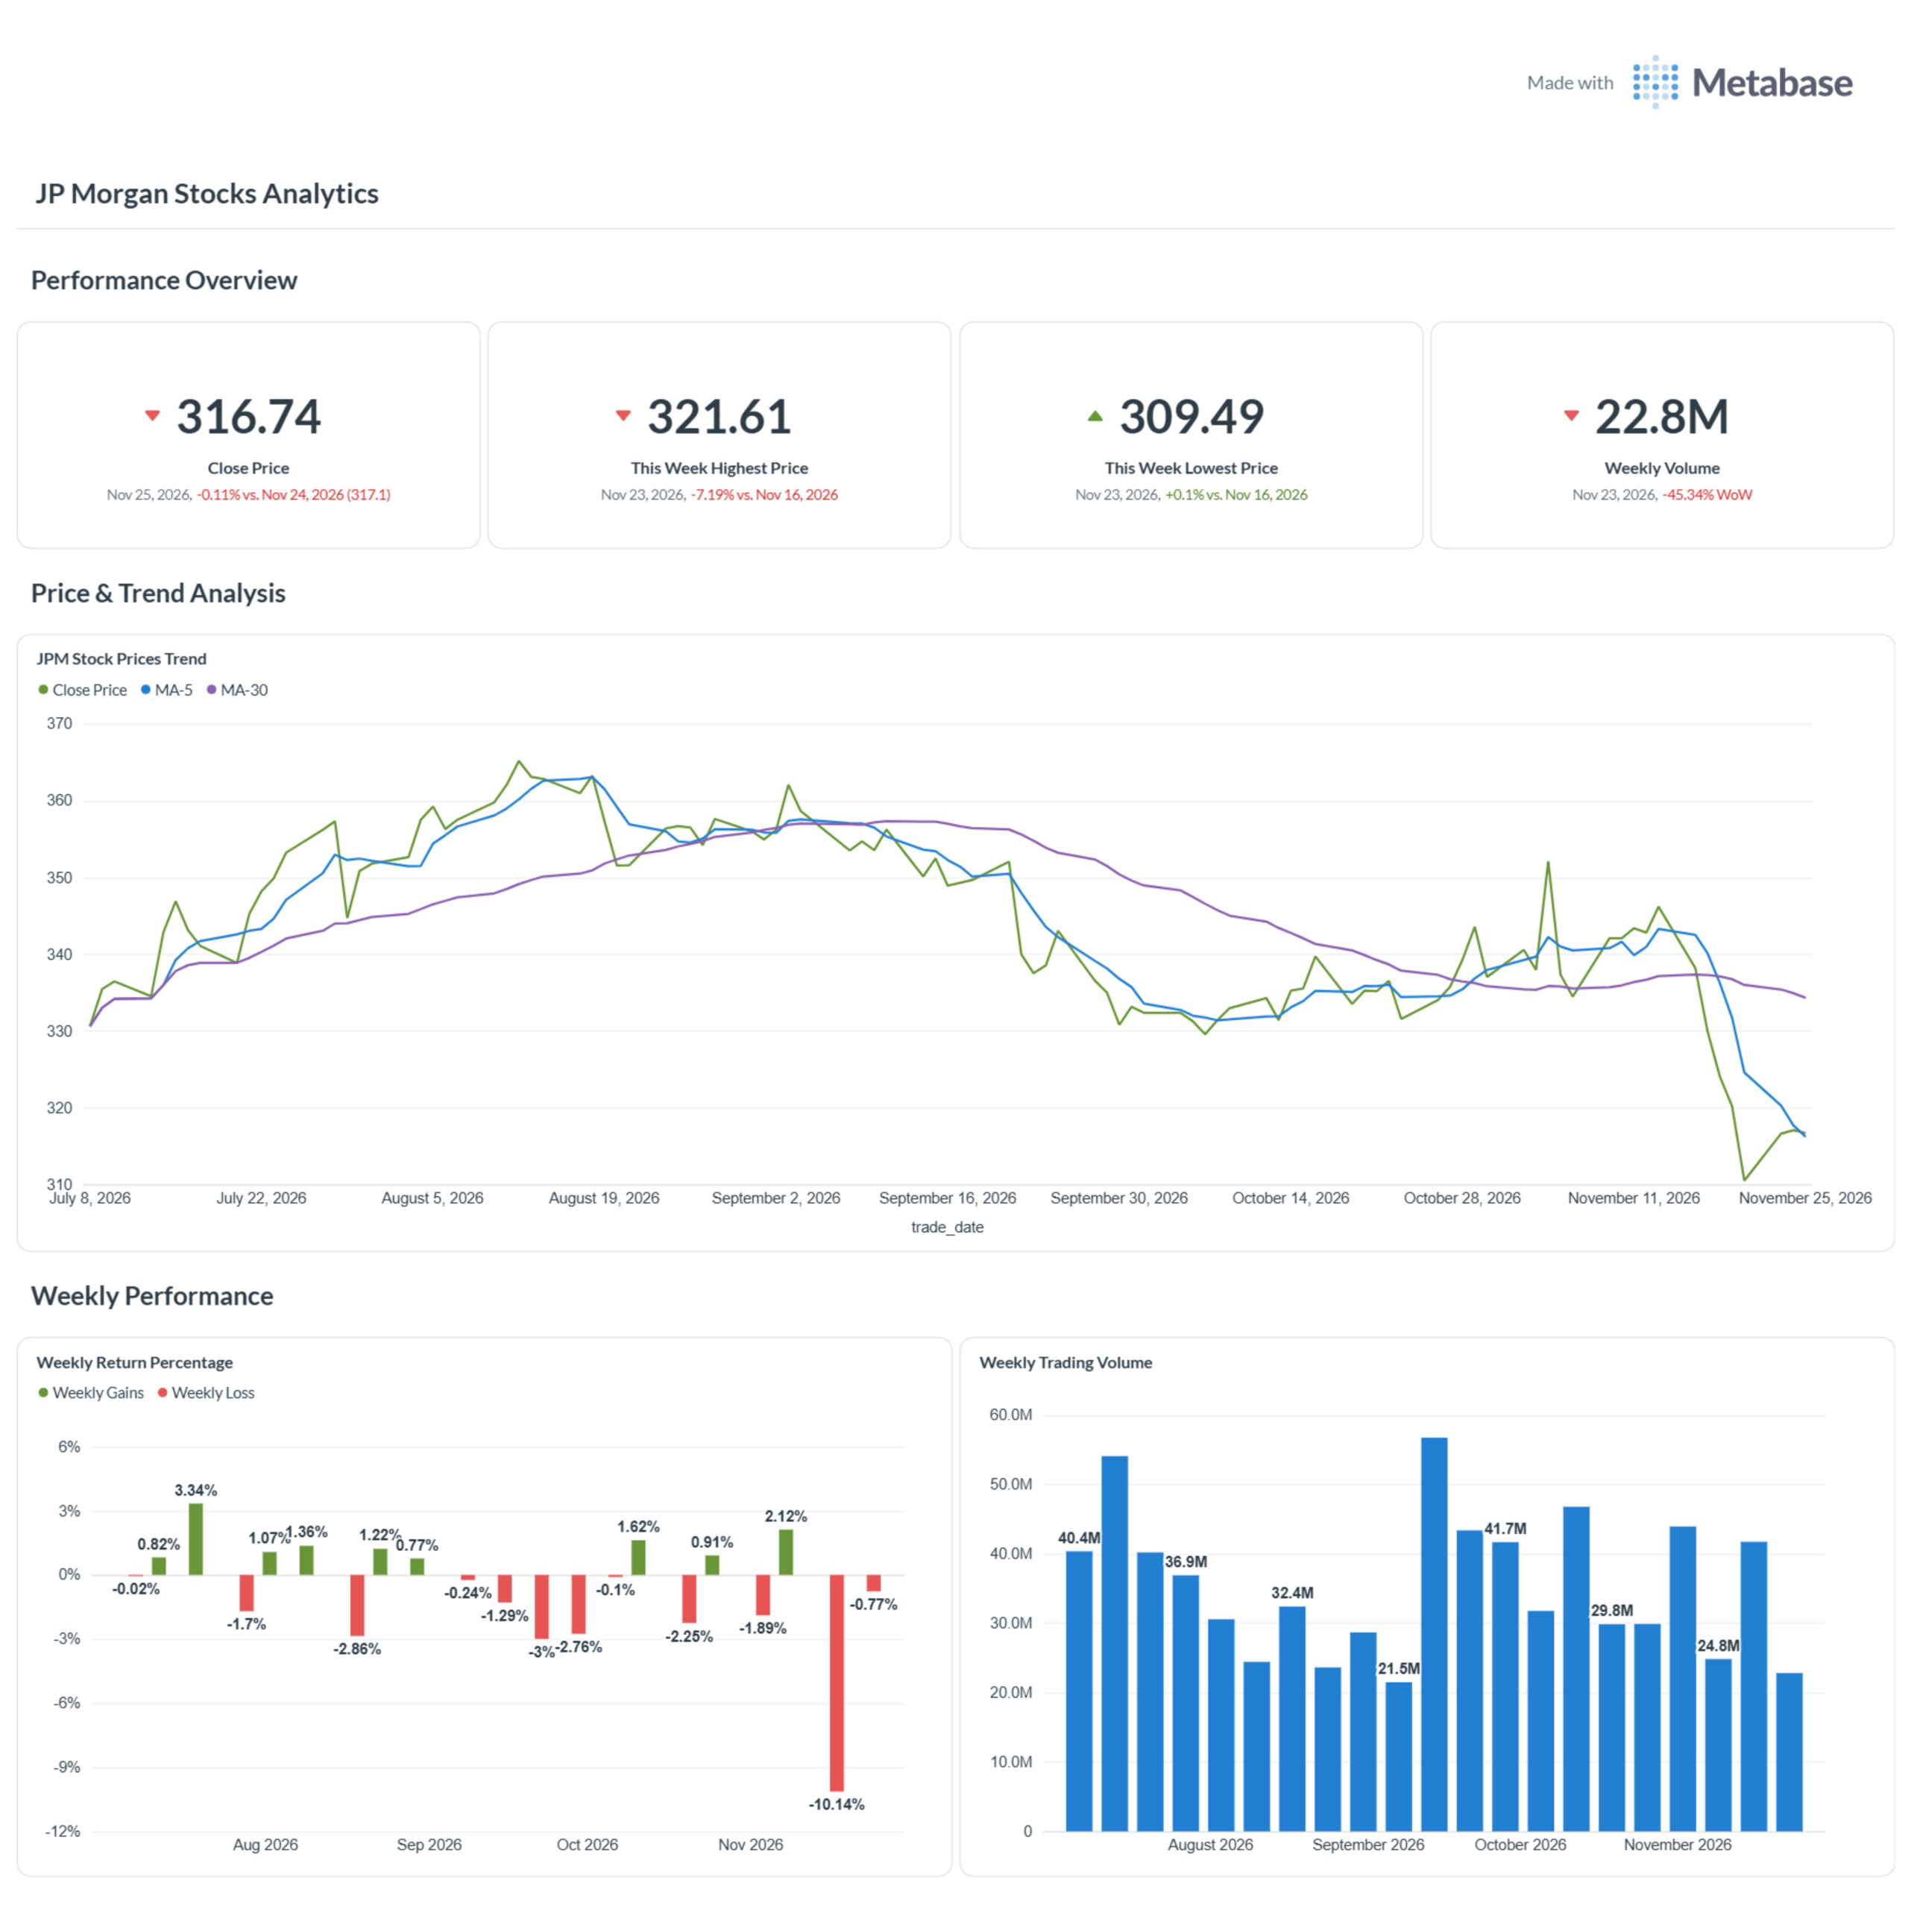 Made with Metabase
JP Morgan Stocks Analytics
Performance Overview
316.74
Close Price
Nov 25, 2026, -0.11% vs. Nov 24, 2026 (317.1)
321.61
This Week Highest Price
Nov 23, 2026, -7.19% vs. Nov 16, 2026
309.49
This Week Lowest Price
Nov 23, 2026, +0.1% vs. Nov 16, 2026
22.8M
Weekly Volume
Nov 23, 2026, -45.34% WoW
Price & Trend Analysis
JPM Stock Prices Trend
Close Price MA-5 MA-30
370
360
350
340
330
320
310
July 8, 2026 July 22, 2026 August 5, 2026 August 19, 2026 September 2, 2026 September 16, 2026 September 30, 2026 October 14, 2026 October 28, 2026 November 11, 2026 November 25, 2026
trade_date
Weekly Performance
Weekly Return Percentage
Weekly Gains Weekly Loss
6%
3%
0%
-3%
-6%
-9%
-12%
-0.02%
0.82%
3.34%
-1.7%
1.07%
1.36%
-2.86%
1.22%
0.77%
-0.24%
-1.29%
-3%
-2.76%
-0.1%
1.62%
-2.25%
0.91%
-1.89%
2.12%
-10.14%
-0.77%
Aug 2026 Sep 2026 Oct 2026 Nov 2026
Weekly Trading Volume
60.0M
50.0M
40.0M
30.0M
20.0M
10.0M
0
40.4M
36.9M
32.4M
21.5M
41.7M
29.8M
24.8M
August 2026 September 2026 October 2026 November 2026